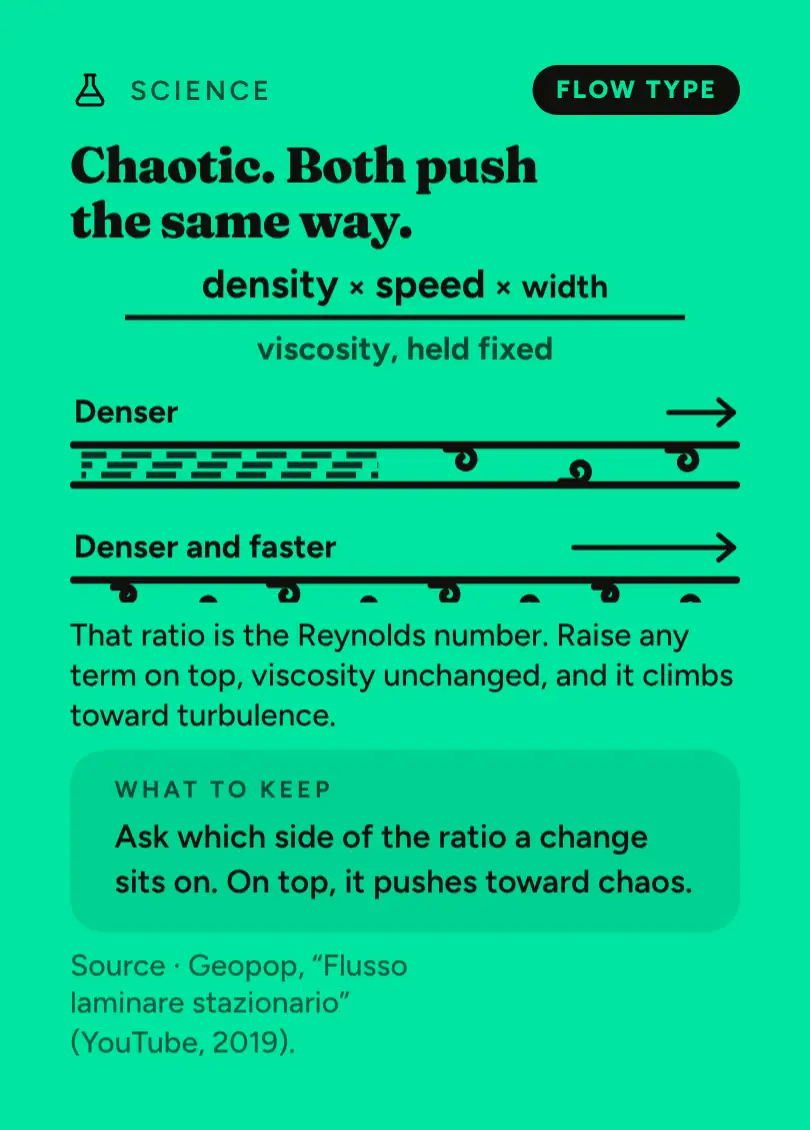 SCIENCE
FLOW TYPE
Chaotic. Both push
the same way.
density × speed × width
viscosity, held fixed
Denser
Denser and faster
That ratio is the Reynolds number. Raise any
term on top, viscosity unchanged, and it climbs
toward turbulence.
WHAT TO KEEP
Ask which side of the ratio a change
sits on. On top, it pushes toward chaos.
Source · Geopop, “Flusso
laminare stazionario”
(YouTube, 2019).